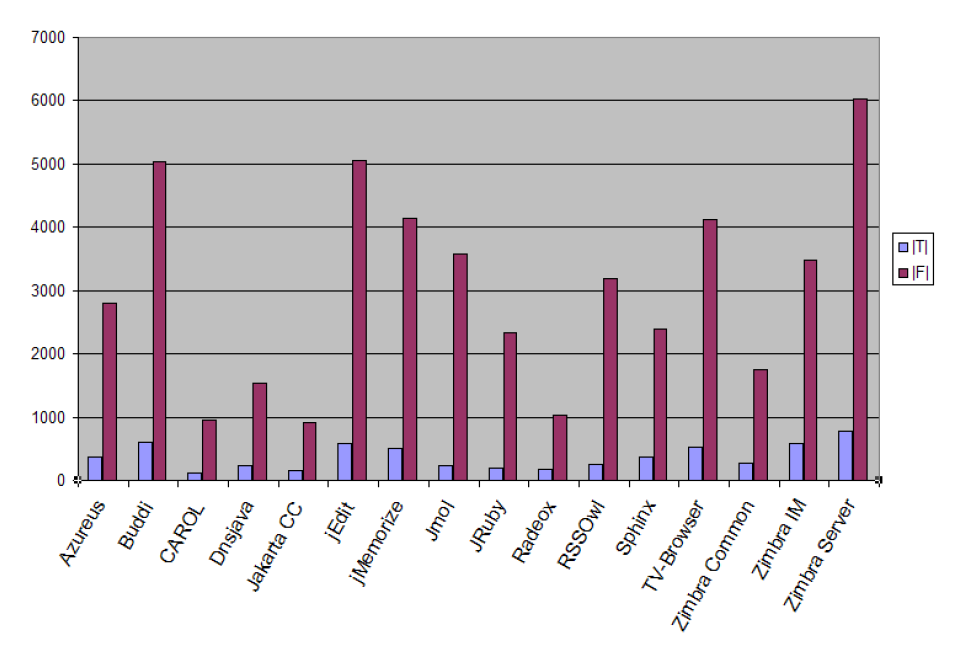 7000
6000
5000
4000
3000
2000
1000
0
|T|
|F|
Azureus
Buddi
CAROL
Dnsjava
Jakarta CC
jEdit
jMemorize
Jmol
JRuby
Radeox
RSSOwl
Sphinx
TV-Browser
Zimbra Common
Zimbra IM
Zimbra Server